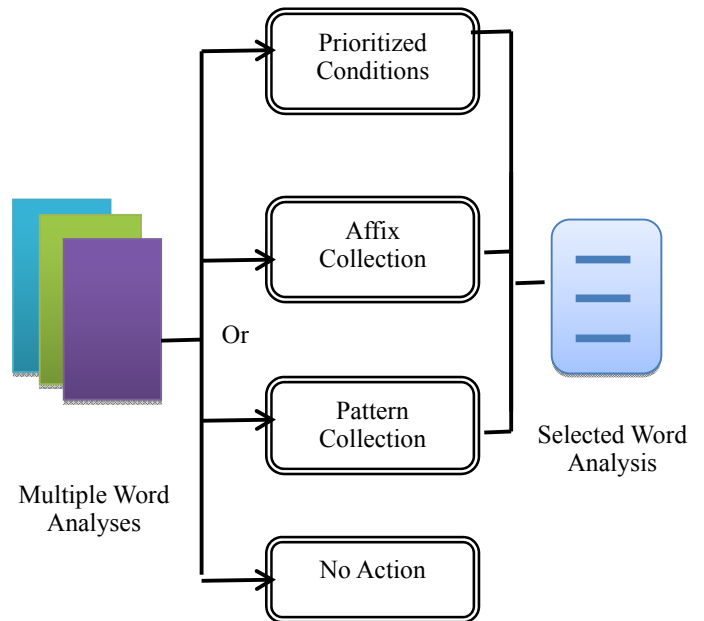 Prioritized
Conditions
Affix
Collection
Or
Pattern
Collection
Selected Word
Analysis
Multiple Word
Analyses
No Action